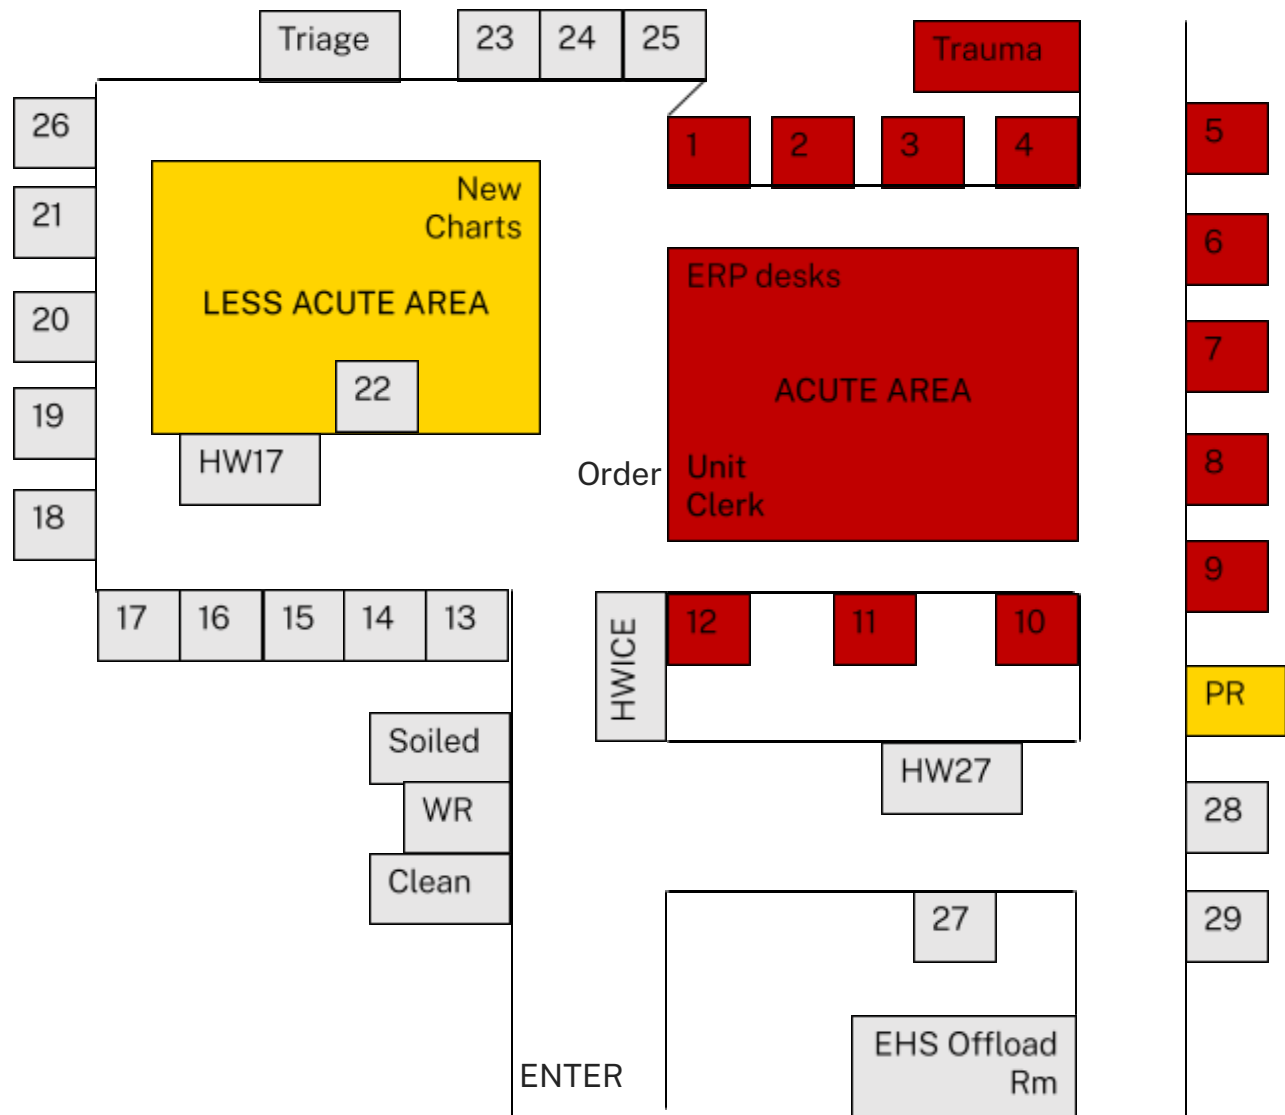 Triage
23
24
25
Trauma
26
1
2
3
4
5
New
Charts
21
6
ERP desks
LESS ACUTE AREA
20
7
22
ACUTE AREA
19
HW17
Order
Unit
Clerk
8
18
9
17
16
15
14
13
HWICE
12
11
10
PR
Soiled
HW27
WR
28
Clean
27
29
EHS Offload
Rm
ENTER